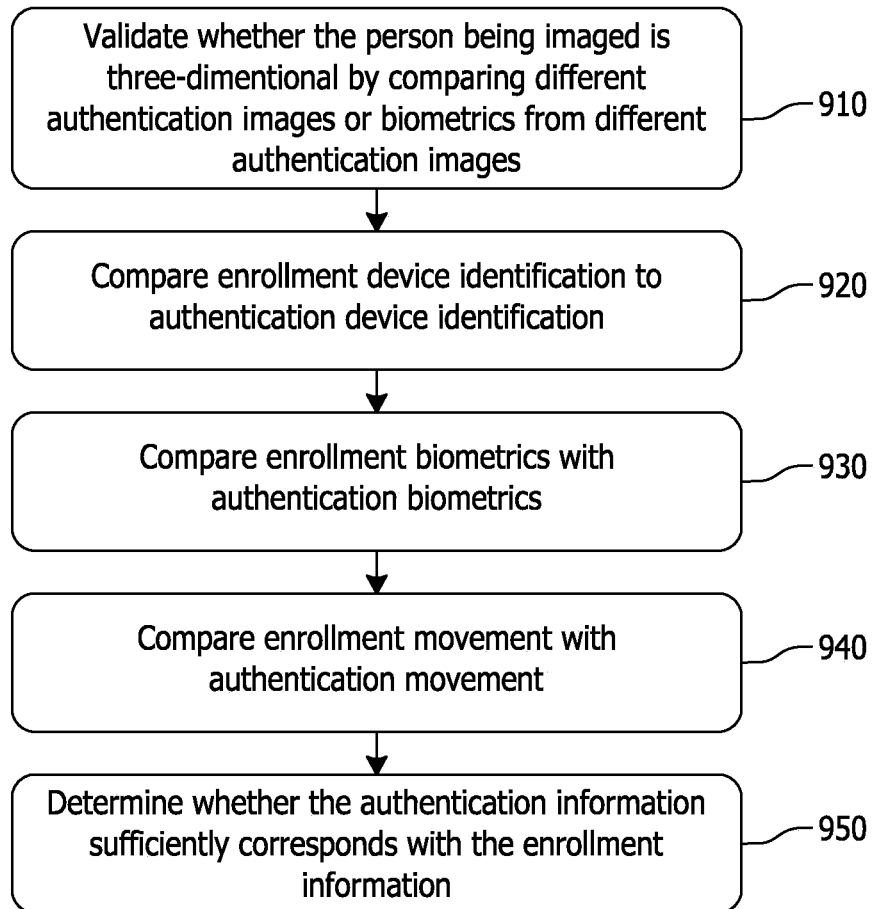 Validate whether the person being imaged is
three-dimentional by comparing different
authentication images or biometrics from different
authentication images
910
Compare enrollment device identification to
authentication device identification
920
Compare enrollment biometrics with
authentication biometrics
930
Compare enrollment movement with
authentication movement
940
Determine whether the authentication information
sufficiently corresponds with the enrollment
information
950